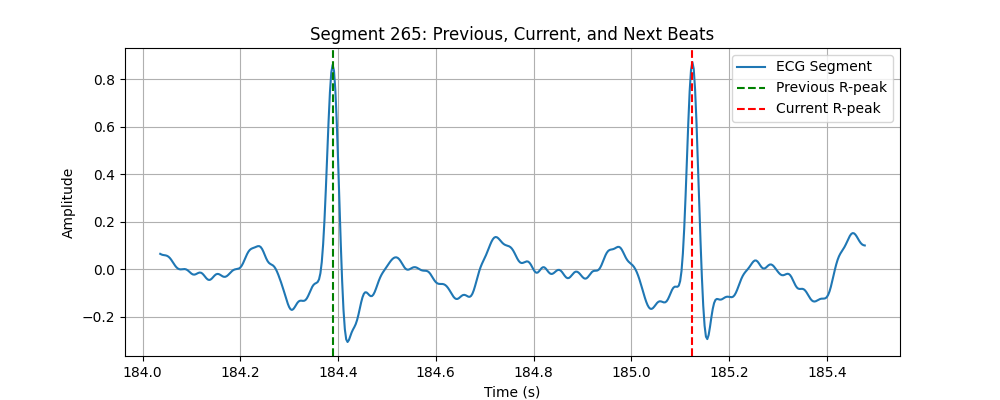 Segment 265: Previous, Current, and Next Beats
ECG Segment
Previous R-peak
Current R-peak
Amplitude
0.8
0.6
0.4
0.2
0.0
−0.2
184.0 184.2 184.4 184.6 184.8 185.0 185.2 185.4
Time (s)